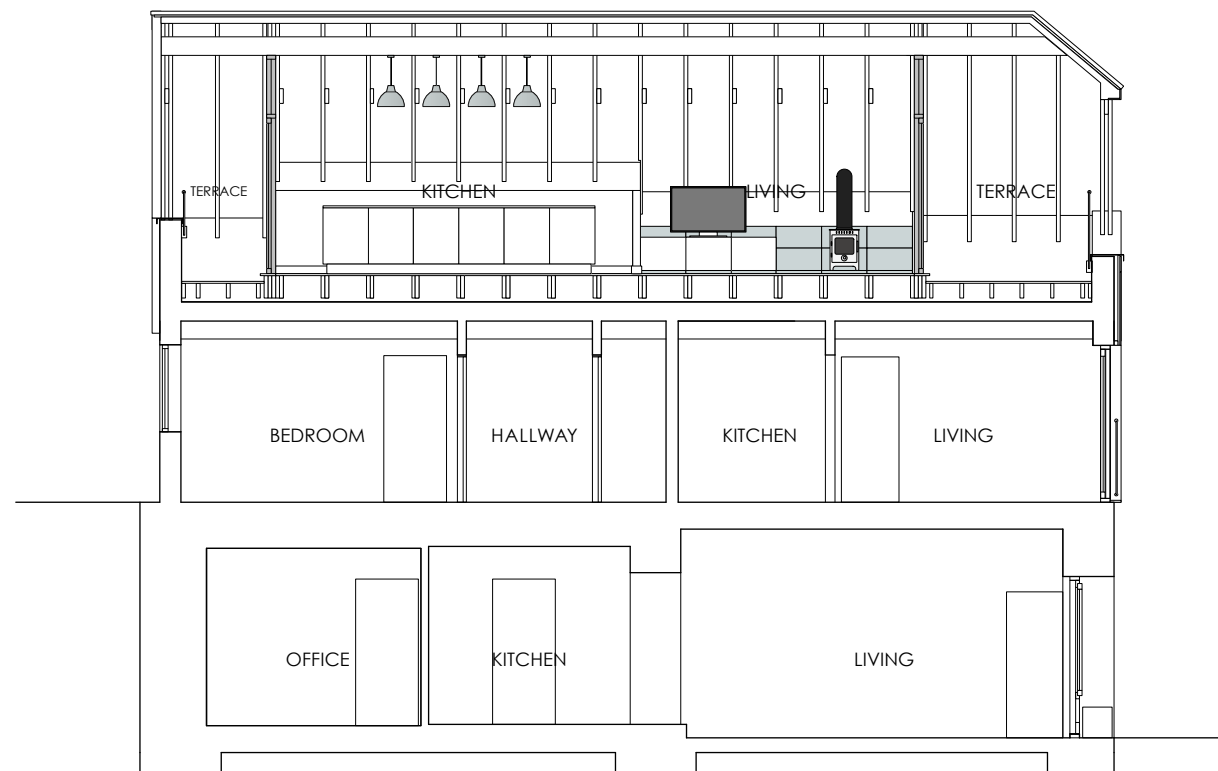 TERRACE
KITCHEN
LIVING
TERRACE
BEDROOM
HALLWAY
KITCHEN
LIVING
OFFICE
KITCHEN
LIVING